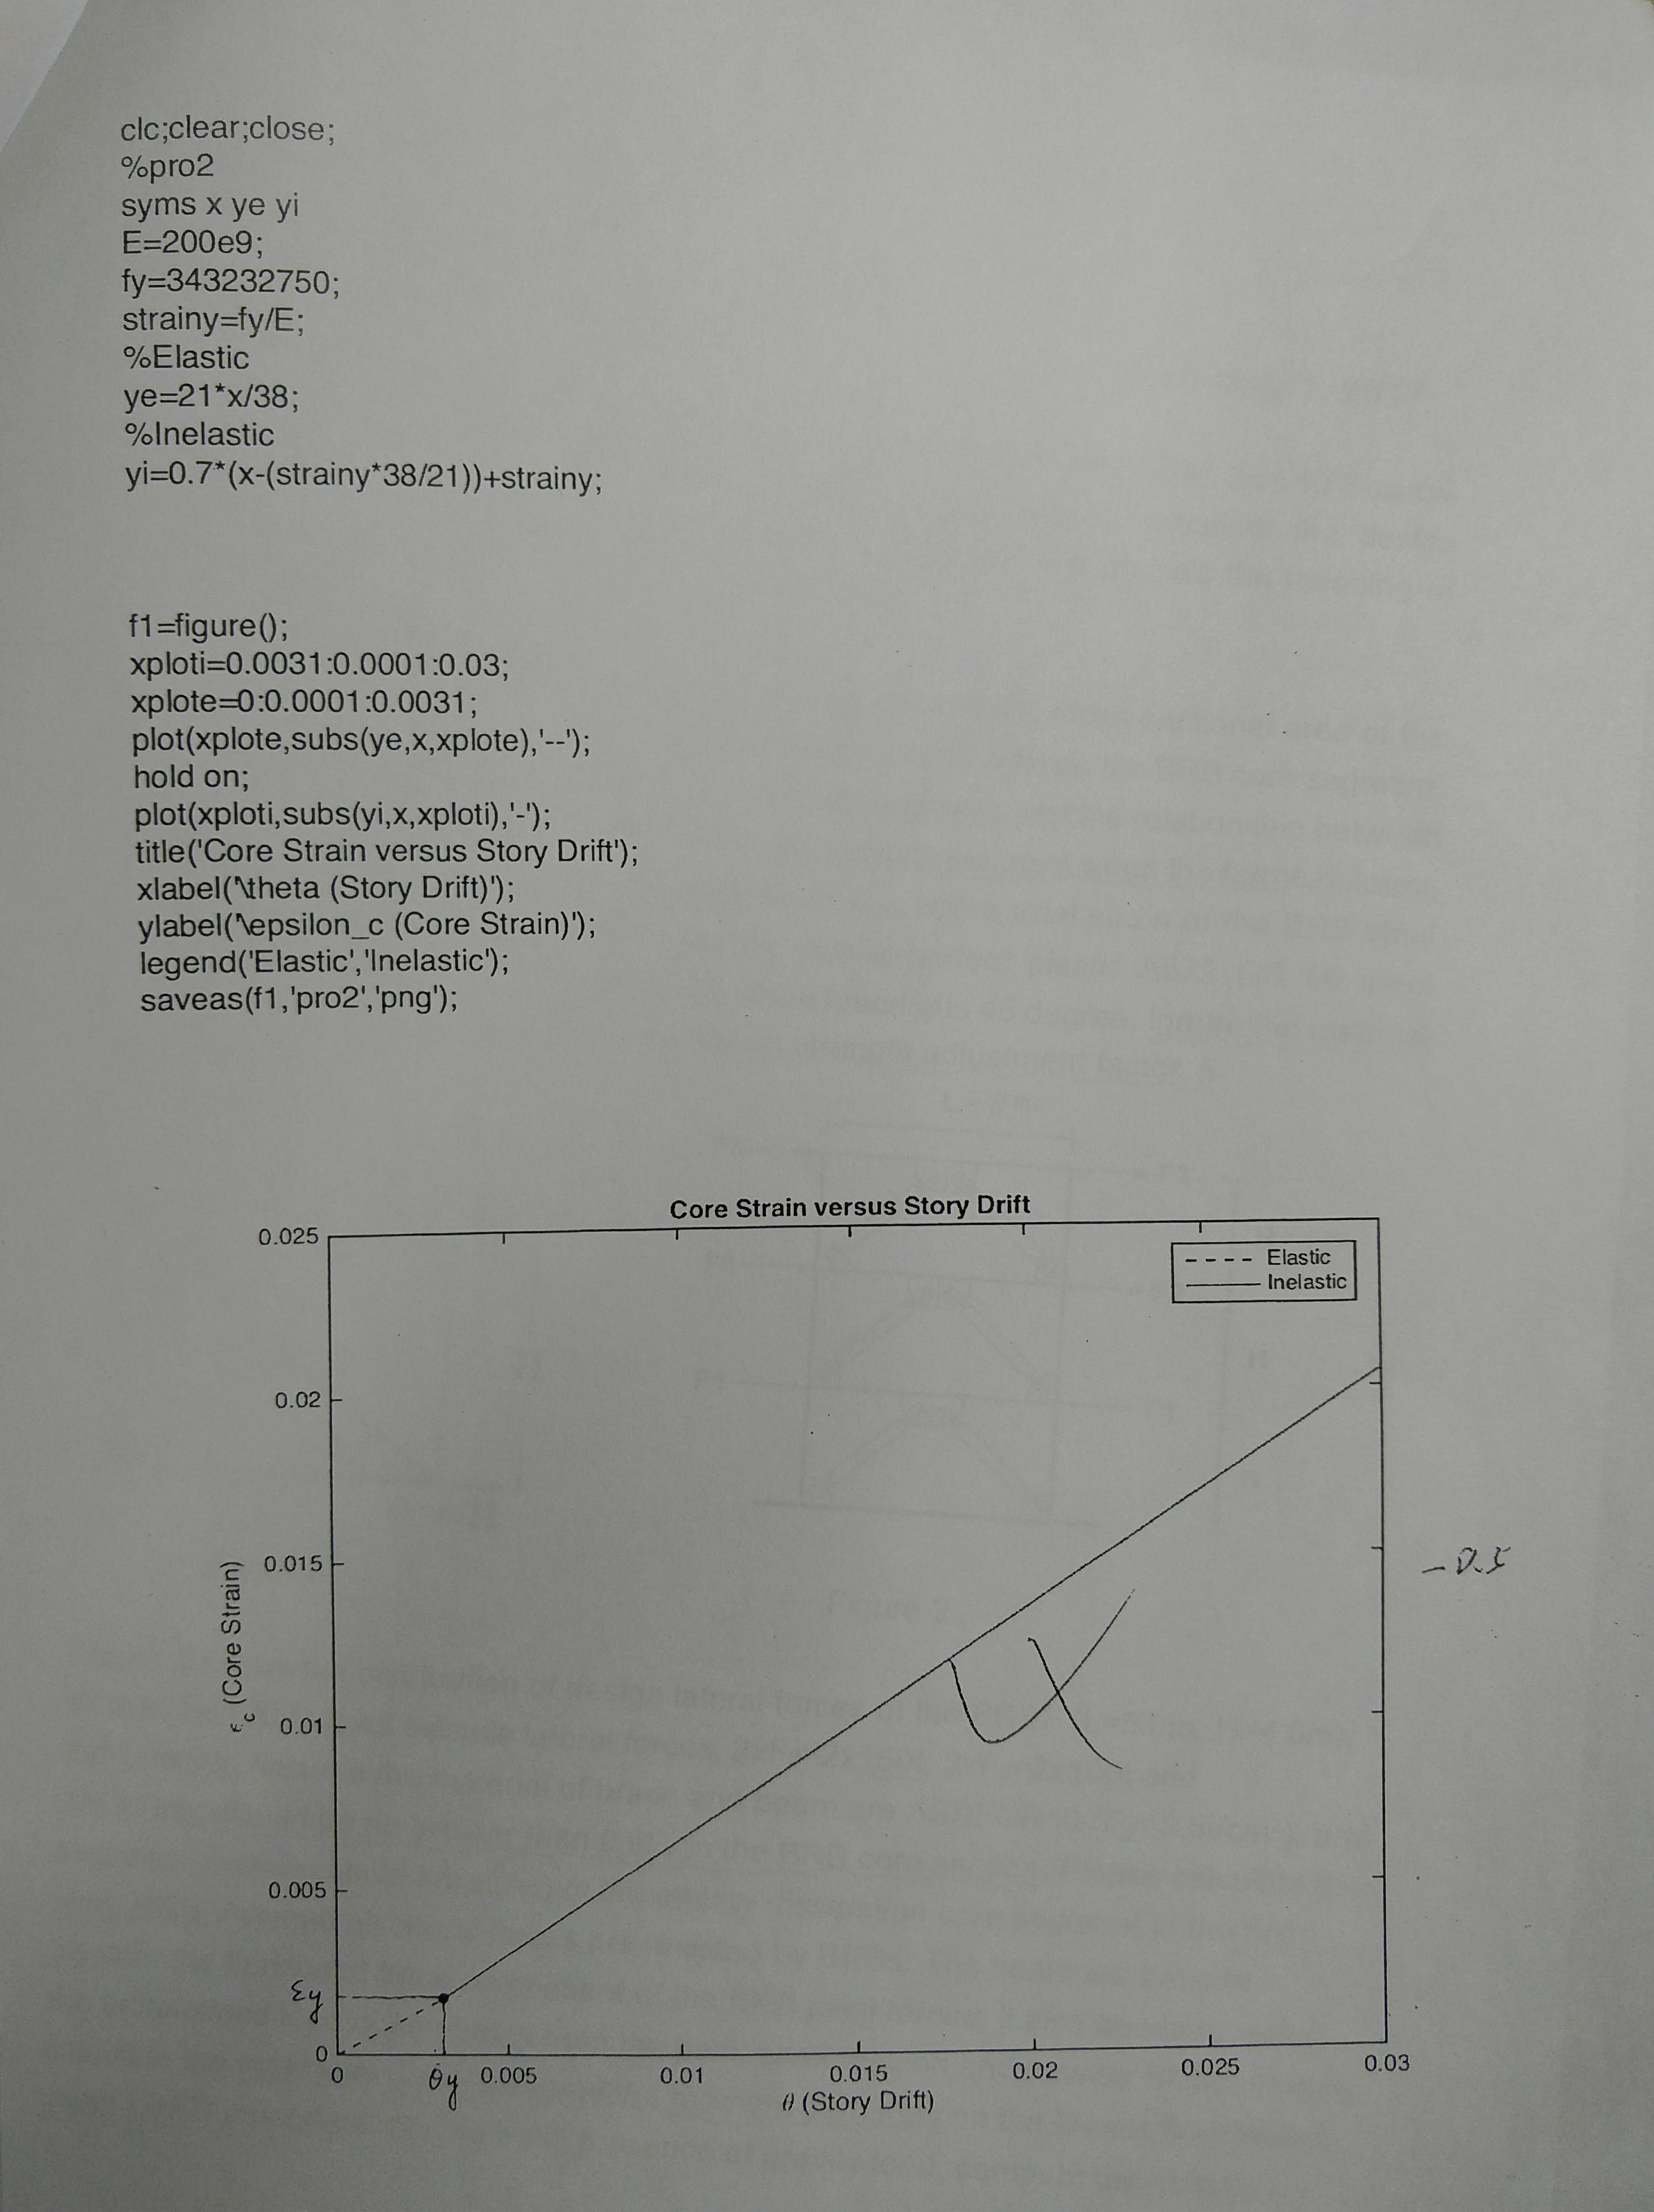 clc;clear;close;
%pro2
syms x ye yi
E=200e9;
fy=343232750;
strainy=fy/E;
%Elastic
ye=21*x/38;
%Inelastic
yi=0.7*(x-(strainy*38/21))+strainy;
f1=figure();
xploti=0.0031:0.0001:0.03;
xplote=0:0.0001:0.0031;
plot(xplote,subs(ye,x,xplote),'--');
hold on;
plot(xploti,subs(yi,x,xploti),'-');
title('Core Strain versus Story Drift');
xlabel('\theta (Story Drift)');
ylabel('\epsilon_c (Core Strain)');
legend('Elastic','Inelastic');
saveas(f1,'pro2','png');
Core Strain versus Story Drift
Elastic
Inelastic
0.025
0.02
0.015
0.01
0.005
0
εy
ϵc (Core Strain)
-0.5
0
θy
0.005
0.01
0.015
0.02
0.025
0.03
θ (Story Drift)